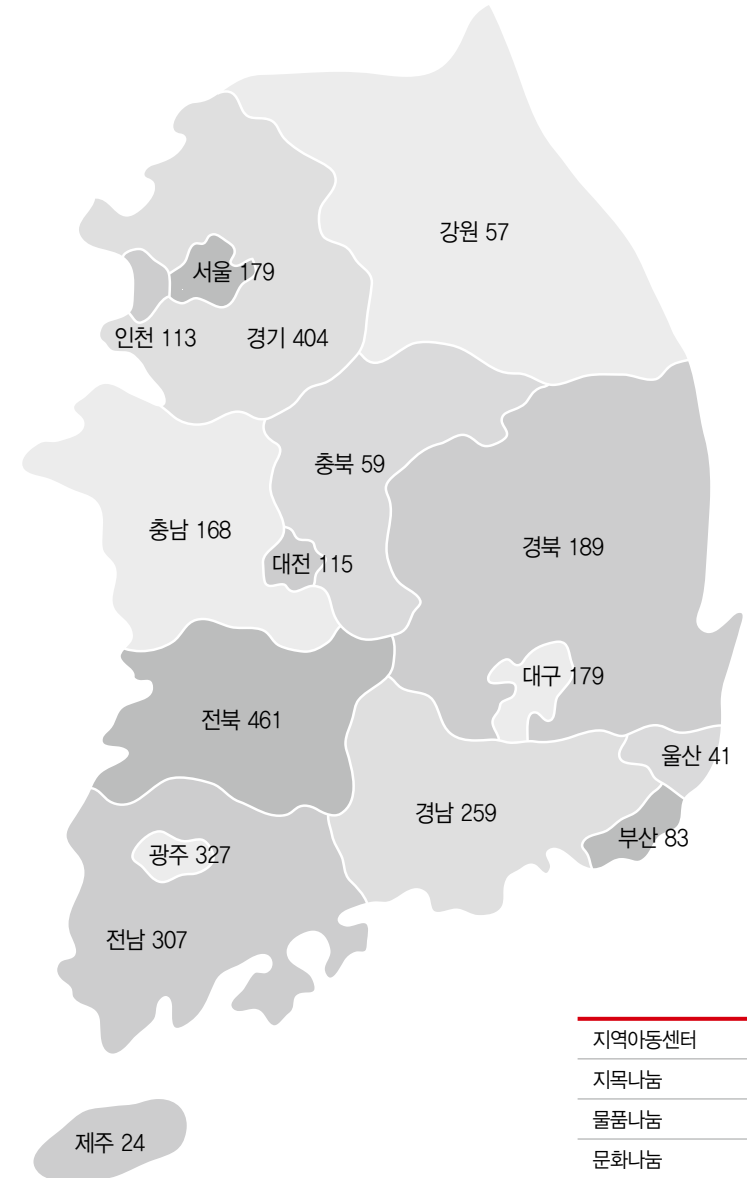 강원 57
서울 179
인천 113
경기 404
충북 59
충남 168
경북 189
대전 115
대구 179
전북 461
울산 41
경남 259
부산 83
광주 327
전남 307
지역아동센터
지목나눔
물품나눔
제주 24
문화나눔